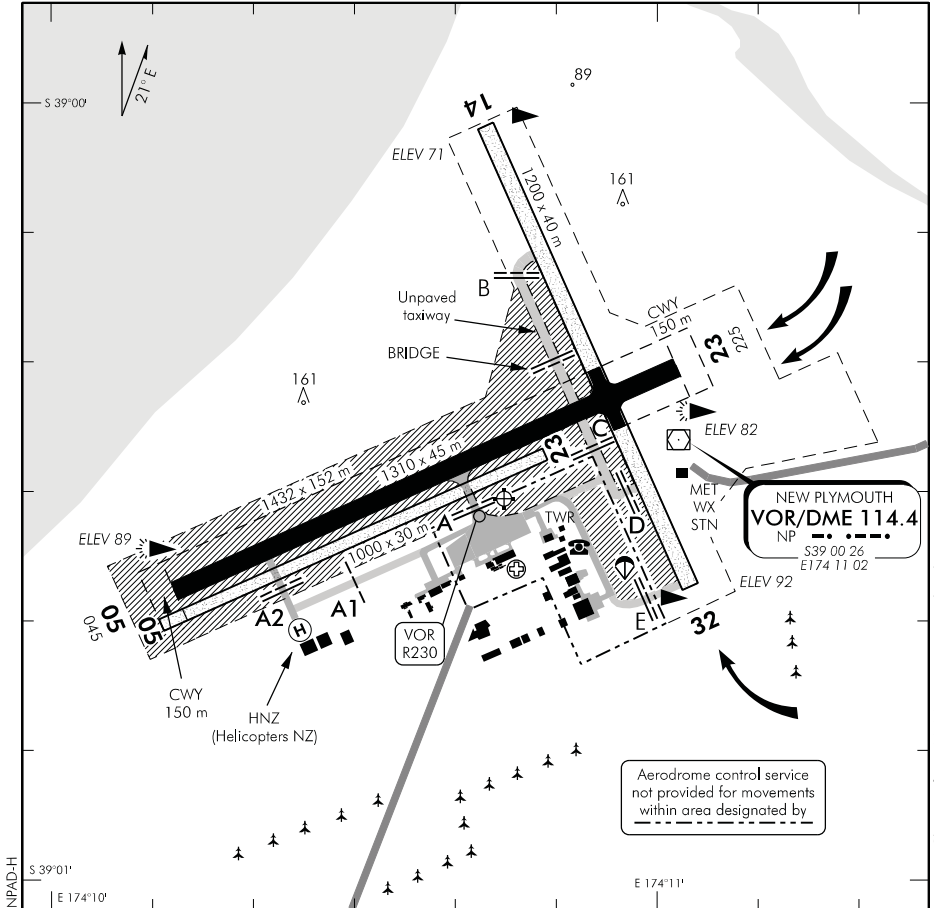 21° E
S 39°00'
89
14
ELEV 71
1200 x 40 m
161
B
Unpaved
taxiway
CWY
150 m
23
225
BRIDGE
161
ELEV 82
C
23
1432 x 152 m
1310 x 45 m
MET
WX
STN
NEW PLYMOUTH
VOR/DME 114.4
NP
S39 00 26
E174 11 02
A
TWR
D
ELEV 89
1000 x 30 m
ELEV 92
05
045
05
A2
A1
H
E
32
VOR
R230
CWY
150 m
HNZ
(Helicopters NZ)
Aerodrome control service
not provided for movements
within area designated by
NPAD-H
S 39°01'
E 174°10'
E 174°11'